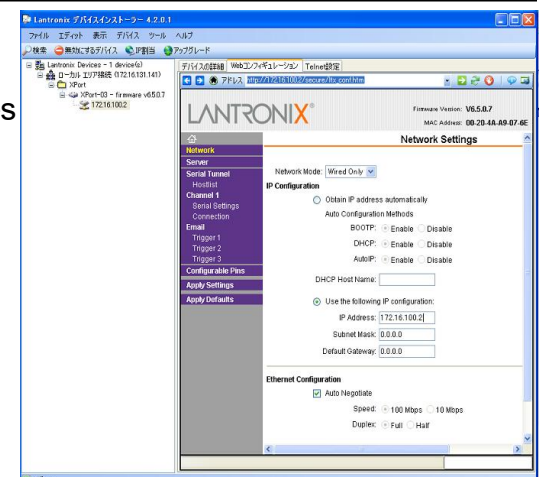 Lantronix デバイスインストーラー 4.2.0.1
ファイル エディト 表示 デバイス ツール ヘルプ
検索 無効にするデバイス IP割当 アップグレード
Lantronix Devices - 1 device(s)
ローカル エリア接続 (172.16.131.141)
XPort
XPort-03 - firmware v6.5.0.7
172.16.100.2
s
デバイスの詳細 Webコンフィギュレーション Telnet設定
アドレス http://172.16.100.2/secure/ltx_conf.htm
LANTRONIX®
Firmware Version: V6.5.0.7
MAC Address: 00-20-4A-A9-07-6E
Network
Server
Serial Tunnel
Hostlist
Channel 1
Serial Settings
Connection
Email
Trigger 1
Trigger 2
Trigger 3
Configurable Pins
Apply Settings
Apply Defaults
Network Settings
Network Mode: Wired Only
IP Configuration
Obtain IP address automatically
Auto Configuration Methods
BOOTP: Enable Disable
DHCP: Enable Disable
AutoIP: Enable Disable
DHCP Host Name:
Use the following IP configuration:
IP Address: 172.16.100.2
Subnet Mask: 0.0.0.0
Default Gateway: 0.0.0.0
Ethernet Configuration
Auto Negotiate
Speed: 100 Mbps 10 Mbps
Duplex: Full Half